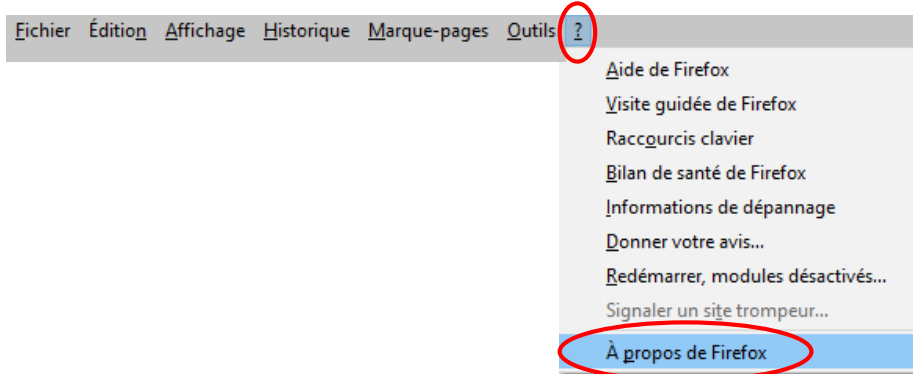 Fichier Édition Affichage Historique Marque-pages Outils ?
Aide de Firefox
Visite guidée de Firefox
Raccourcis clavier
Bilan de santé de Firefox
Informations de dépannage
Donner votre avis...
Redémarrer, modules désactivés...
Signaler un site trompeur...
À propos de Firefox